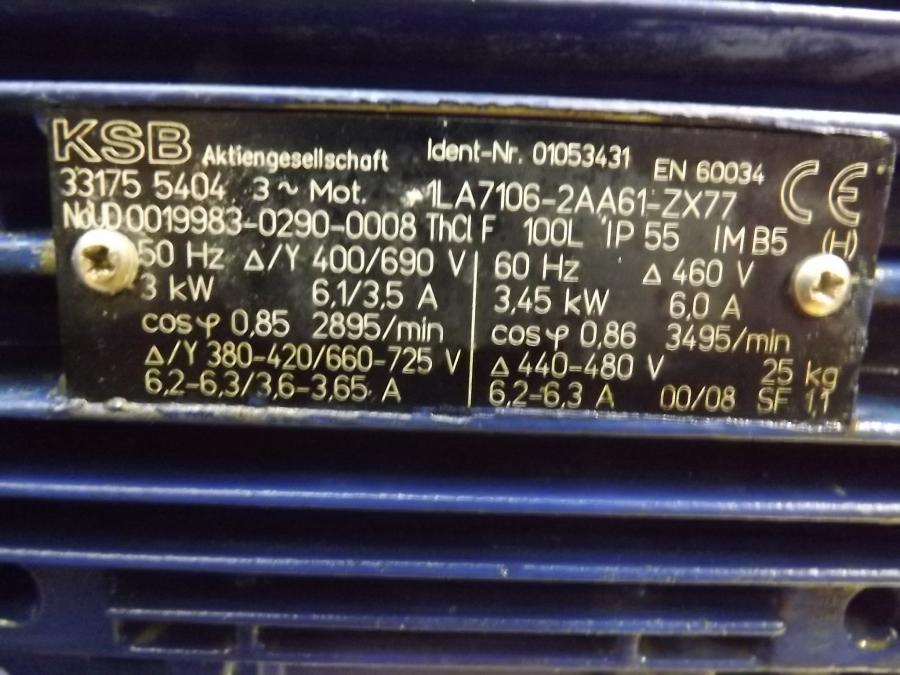 KSB Aktiengesellschaft Ident-Nr. 01053431 EN 60034 CE
33175 5404 3~ Mot. 1LA7106-2AA61-ZX77
No UD 0019983-0290-0008 ThCl F 100L IP 55 IM B5 (H)
50 Hz Δ/Y 400/690 V
3 kW 6,1/3,5 A
cosφ 0,85 2895/min
Δ/Y 380-420/660-725 V
6,2-6,3/3,6-3,65 A
60 Hz Δ 460 V
3,45 kW 6,0 A
cosφ 0,86 3495/min
Δ 440-480 V 25 kg
6,2-6,3 A 00/08 SF 1,1